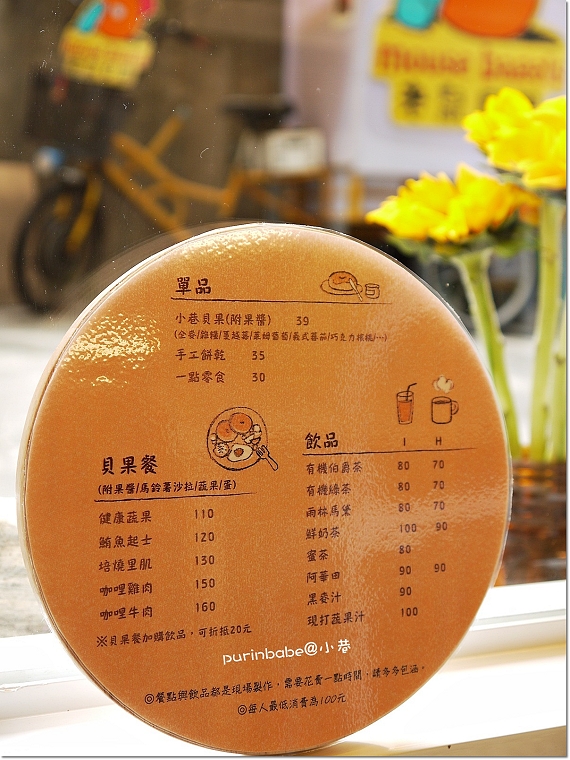 單品
小巷貝果(附果醬) 39
(全麥/雜糧/蔓越莓/萊姆葡萄/義式蕃茄/巧克力核桃/…)
手工餅乾 35
一點零食 30
貝果餐
(附果醬/馬鈴薯沙拉/蔬果/蛋)
健康蔬果 110
鮪魚起士 120
培燒里肌 130
咖哩雞肉 150
咖哩牛肉 160
※貝果餐加購飲品，可折抵20元
飲品 I H
有機伯爵茶 80 70
有機綠茶 80 70
雨林馬黛 80 70
鮮奶茶 100 90
蜜茶 80
阿華田 90 90
黑麥汁 90
現打蔬果汁 100
purinbabe@小巷
◎餐點與飲品都是現場製作，需要花費一點時間，請多多包涵。
◎每人最低消費為100元